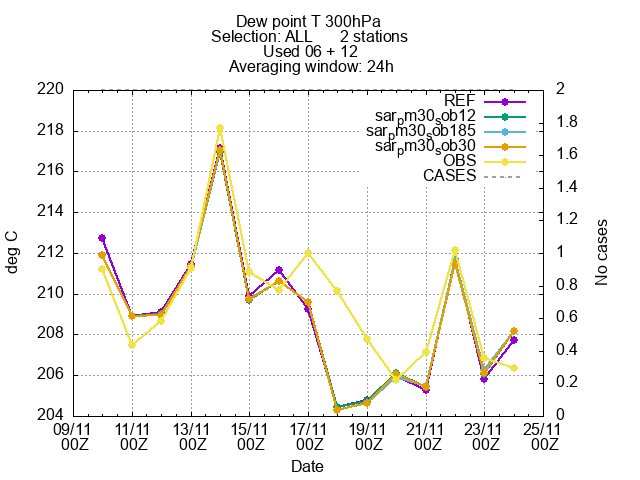 Dew point T 300hPa
Selection: ALL 2 stations
Used 06 + 12
Averaging window: 24h
220 2
REF
218 1.8
sarpm30sob12
sarpm30sob185
216 1.6
sarpm30sob30
OBS
214 1.4
CASES
212 1.2
210 1
208 0.8
206 0.6
204 0.4
0.2
0
deg C
No cases
09/11 11/11 13/11 15/11 17/11 19/11 21/11 23/11 25/11
00Z 00Z 00Z 00Z 00Z 00Z 00Z 00Z 00Z
Date